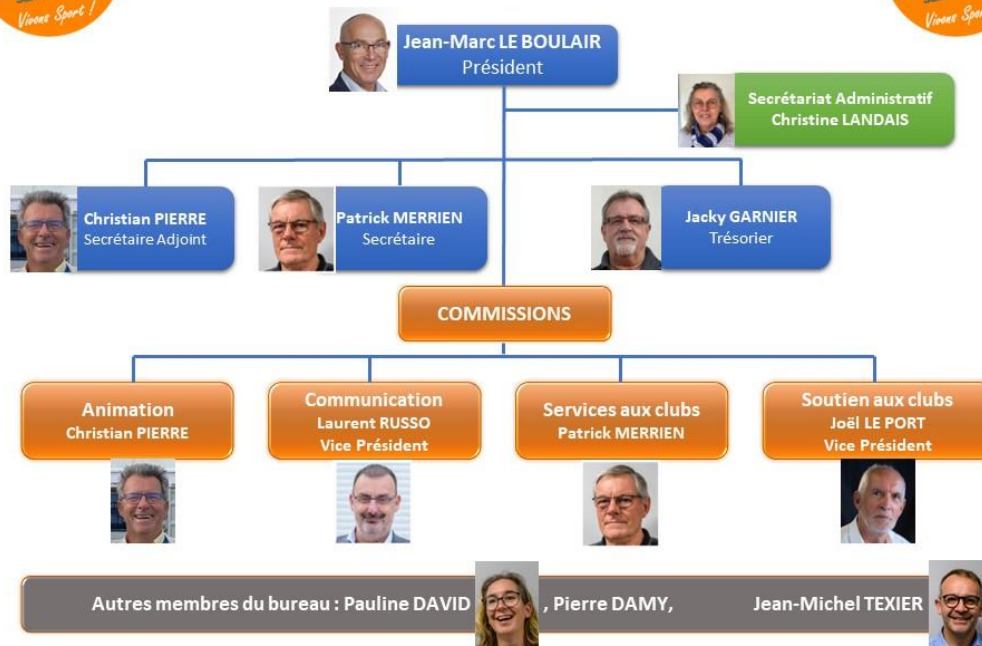 Vivons Sport !
Vivons Spor
Jean-Marc LE BOULAIR
Président
Secrétariat Administratif
Christine LANDAIS
Christian PIERRE
Secrétaire Adjoint
Patrick MERRIEN
Secrétaire
Jacky GARNIER
Trésorier
COMMISSIONS
Animation
Christian PIERRE
Communication
Laurent RUSSO
Vice Président
Services aux clubs
Patrick MERRIEN
Soutien aux clubs
Joël LE PORT
Vice Président
Autres membres du bureau : Pauline DAVID , Pierre DAMY, Jean-Michel TEXIER